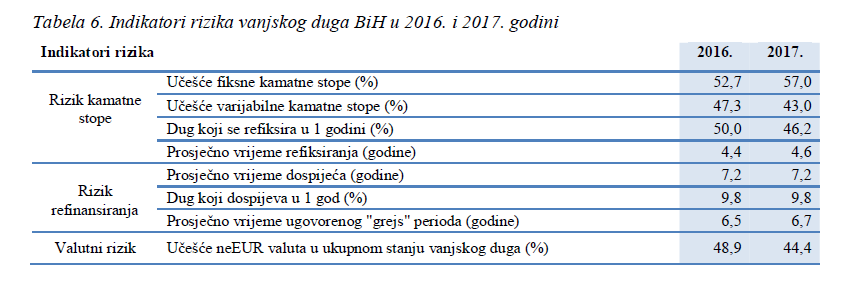 Tabela 6. Indikatori rizika vanjskog duga BiH u 2016. i 2017. godini
Indikatori rizika 2016. 2017.
Rizik kamatne stope
Učešće fiksne kamatne stope (%) 52,7 57,0
Učešće varijabilne kamatne stope (%) 47,3 43,0
Dug koji se refiksira u 1 godini (%) 50,0 46,2
Prosječno vrijeme refiksiranja (godine) 4,4 4,6
Rizik refinansiranja
Prosječno vrijeme dospijeća (godine) 7,2 7,2
Dug koji dospijeva u 1 god (%) 9,8 9,8
Prosječno vrijeme ugovorenog "grejs" perioda (godine) 6,5 6,7
Valutni rizik Učešće neEUR valuta u ukupnom stanju vanjskog duga (%) 48,9 44,4